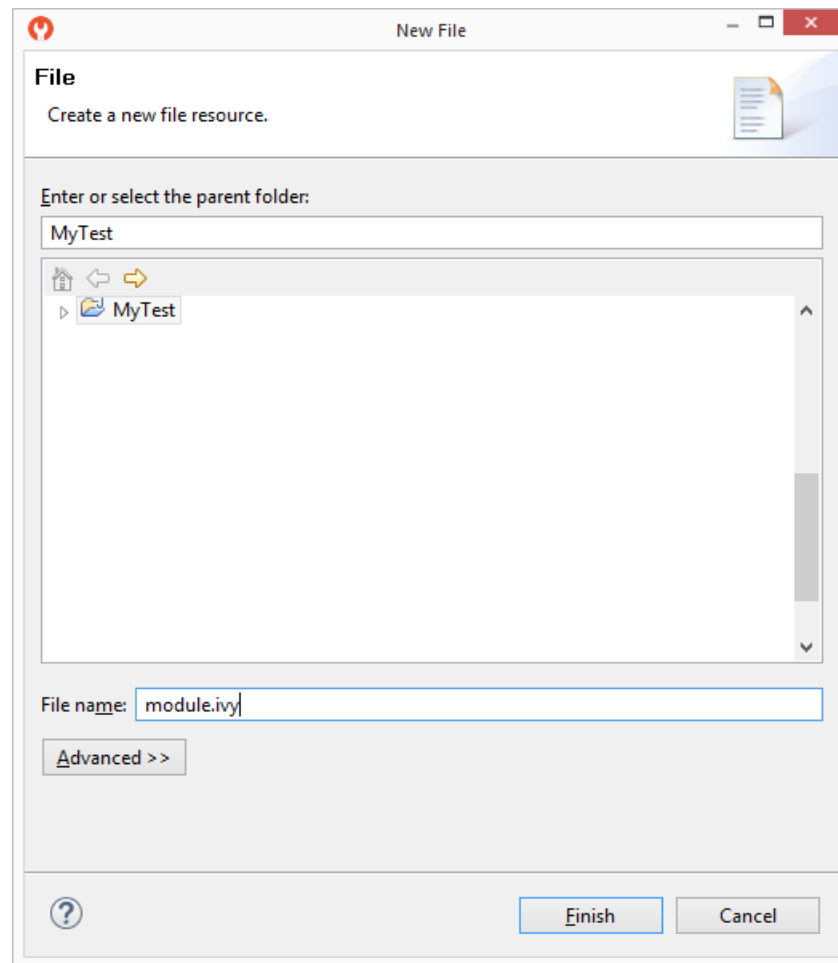 New File
File
Create a new file resource.
Enter or select the parent folder:
MyTest
MyTest
File name: module.ivy
Advanced >>
?
Finish Cancel